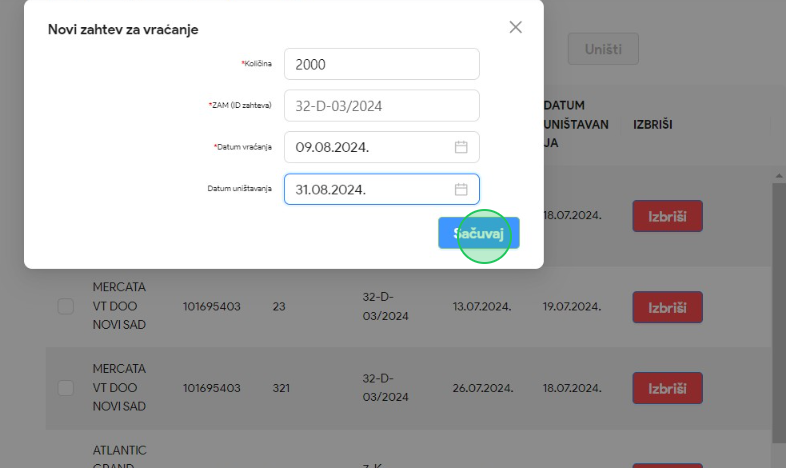 Novi zahtev za vraćanje
*Količina
2000
*ZAM (ID zahteva)
32-D-03/2024
*Datum vraćanja
09.08.2024.
Datum uništavanja
31.08.2024.
Sačuvaj
Uništi
DATUM
UNIŠTAVAN
JA
IZBRIŠI
18.07.2024.
Izbriši
MERCATA
VT DOO
NOVI SAD
101695403
23
32-D-
03/2024
13.07.2024.
19.07.2024.
Izbriši
MERCATA
VT DOO
NOVI SAD
101695403
321
32-D-
03/2024
26.07.2024.
18.07.2024.
Izbriši
ATLANTIC
GRAND